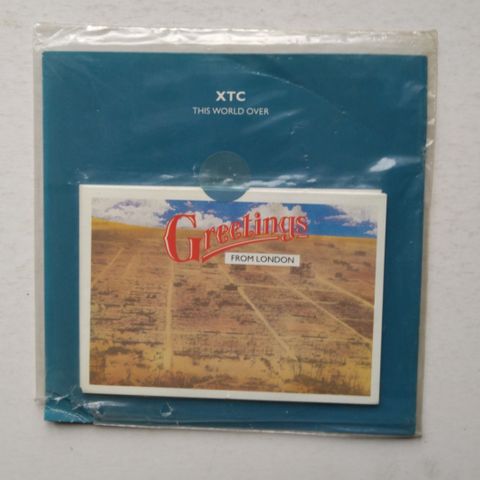 XTC
THIS WORLD OVER
Greetings
FROM LONDON